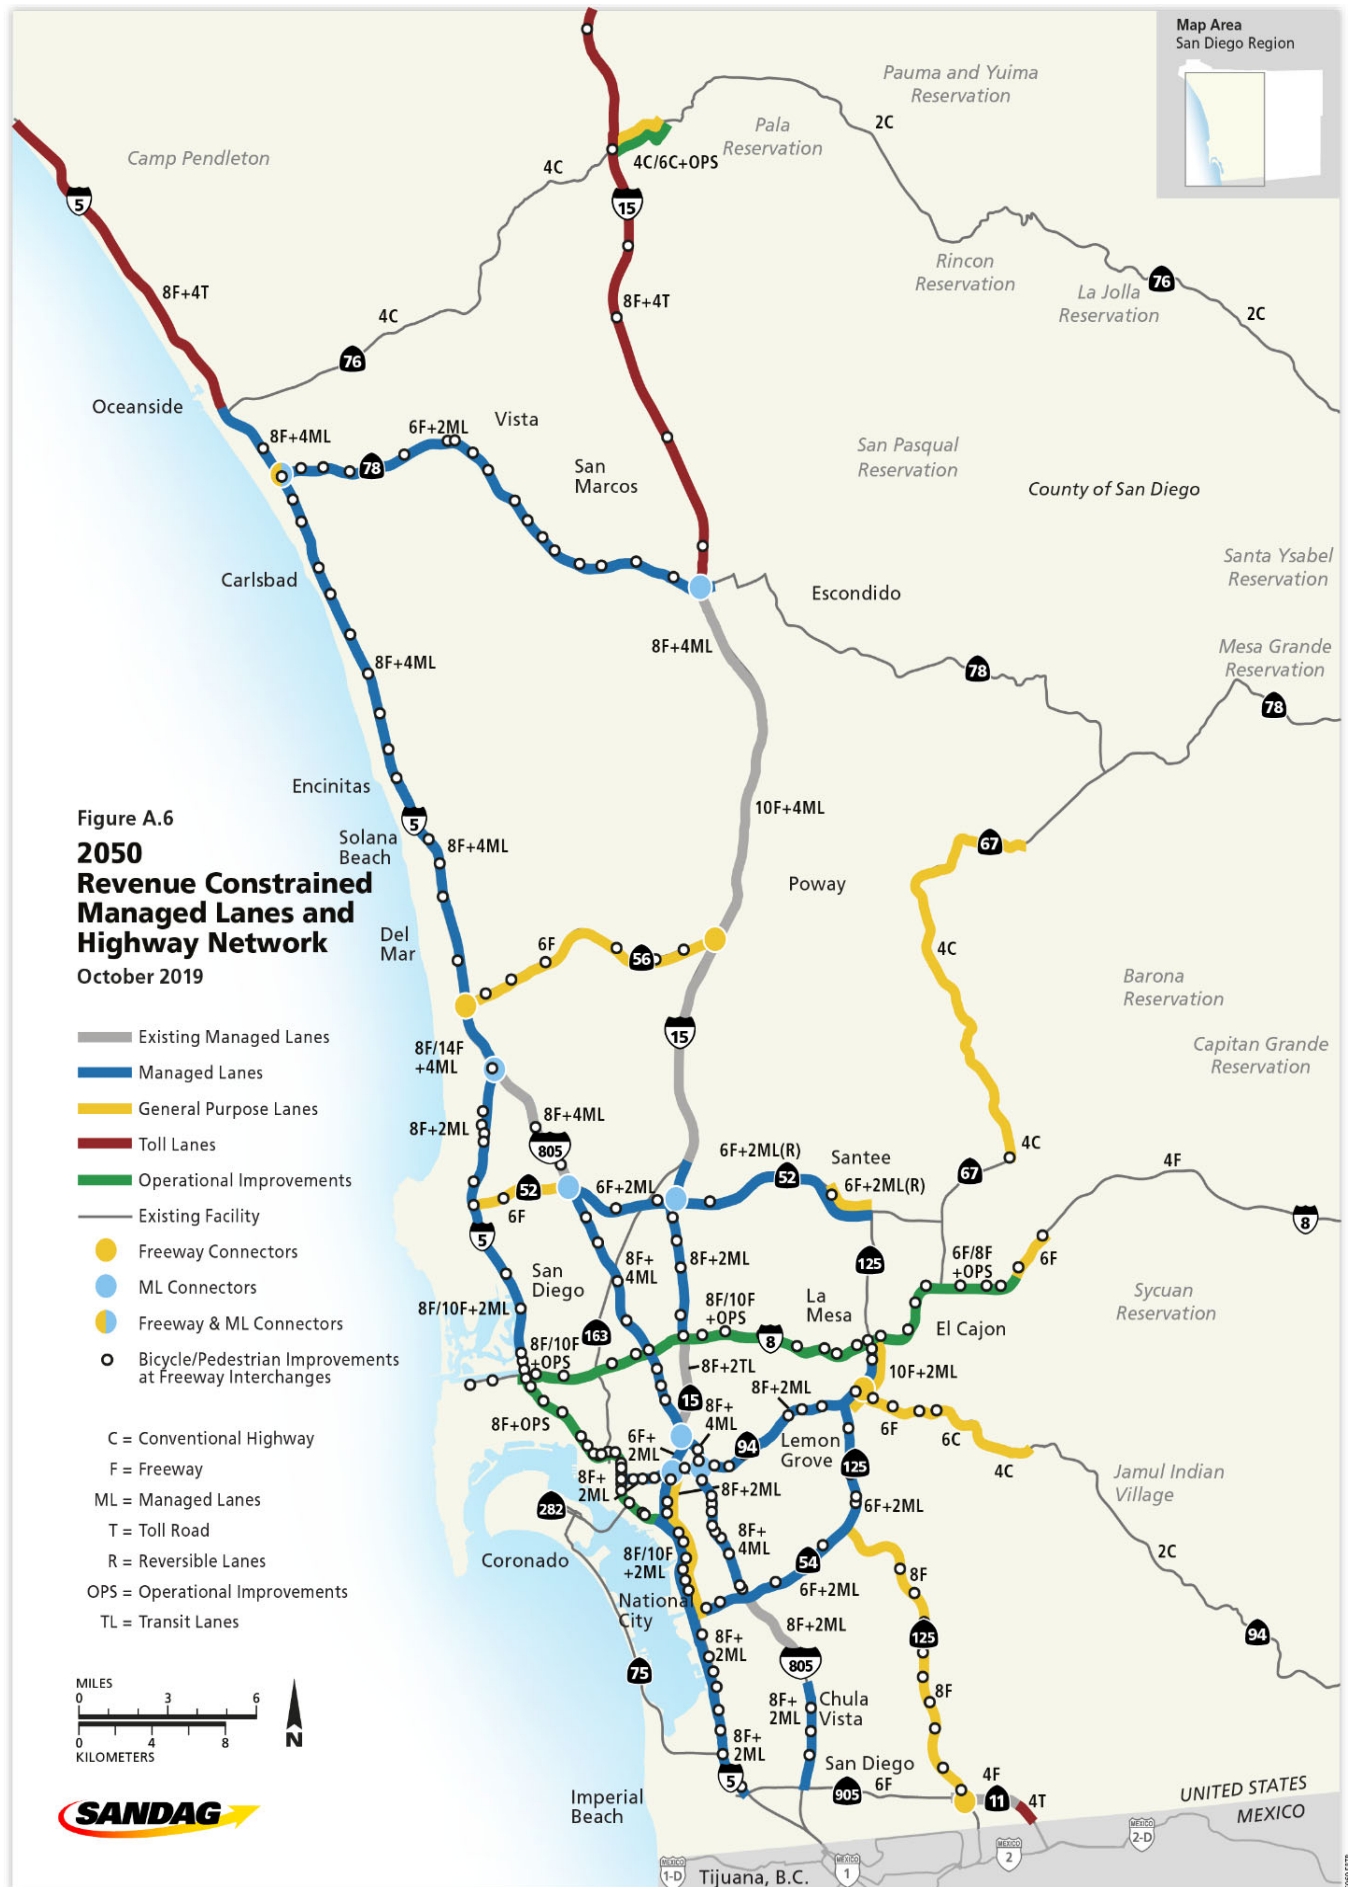 Map Area
San Diego Region
Pauma and Yuima
Reservation
2C
Pala
Reservation
Camp Pendleton
4C
4C/6C+OPS
5
15
Rincon
Reservation
76
La Jolla
Reservation
2C
8F+4T
8F+4T
4C
76
Oceanside
8F+4ML
6F+2ML
Vista
78
San
Marcos
San Pasqual
Reservation
County of San Diego
Carlsbad
Escondido
Santa Ysabel
Reservation
8F+4ML
8F+4ML
78
Mesa Grande
Reservation
78
Encinitas
10F+4ML
5
Solana
Beach
8F+4ML
67
Poway
Figure A.6
2050
Revenue Constrained
Managed Lanes and
Highway Network
October 2019
Del
Mar
6F
56
4C
Barona
Reservation
15
Capitan Grande
Reservation
8F/14F
+4ML
8F+4ML
8F+2ML
805
6F+2ML(R)
Santee
4C
4F
67
52
6F+2ML(R)
52
6F
6F+2ML
5
8
Existing Managed Lanes
Managed Lanes
General Purpose Lanes
Toll Lanes
Operational Improvements
Existing Facility
Freeway Connectors
ML Connectors
Freeway & ML Connectors
Bicycle/Pedestrian Improvements
at Freeway Interchanges
C = Conventional Highway
F = Freeway
ML = Managed Lanes
T = Toll Road
R = Reversible Lanes
OPS = Operational Improvements
TL = Transit Lanes
San
Diego
8F+
4ML
8F+2ML
125
6F/8F
+OPS
6F
8F/10F+2ML
8F/10F
+OPS
La
Mesa
Sycuan
Reservation
163
8
El Cajon
8F/10F
+OPS
8F+2TL
10F+2ML
15
8F+2ML
8F+OPS
8F+
4ML
6F
6C
6F+
2ML
94
Lemon
Grove
4C
Jamul Indian
Village
8F+
2ML
8F+2ML
125
6F+2ML
282
8F+
4ML
Coronado
8F/10F
+2ML
54
6F+2ML
8F
2C
National
City
8F+2ML
125
94
8F+
2ML
805
75
8F
8F+
2ML
Chula
Vista
8F+
2ML
San Diego
5
905
6F
4F
11
4T
Imperial
Beach
UNITED STATES
MEXICO
MILES
0 3 6
0 4 8
KILOMETERS
N
SANDAG
MEXICO
1-D
Tijuana, B.C.
MEXICO
1
MEXICO
2
MEXICO
2-D